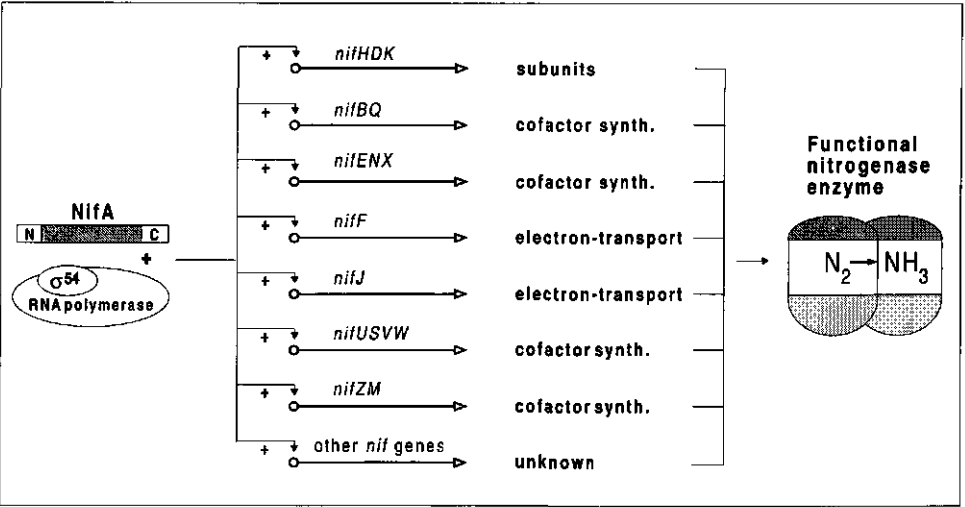 NifA
N C
+
σ54
RNA polymerase
+ nifHDK subunits
+ nifBQ cofactor synth.
+ nifENX cofactor synth.
+ nifF electron-transport
+ nifJ electron-transport
+ nifUSVW cofactor synth.
+ nifZM cofactor synth.
+ other nif genes unknown
Functional
nitrogenase
enzyme
N2 → NH3